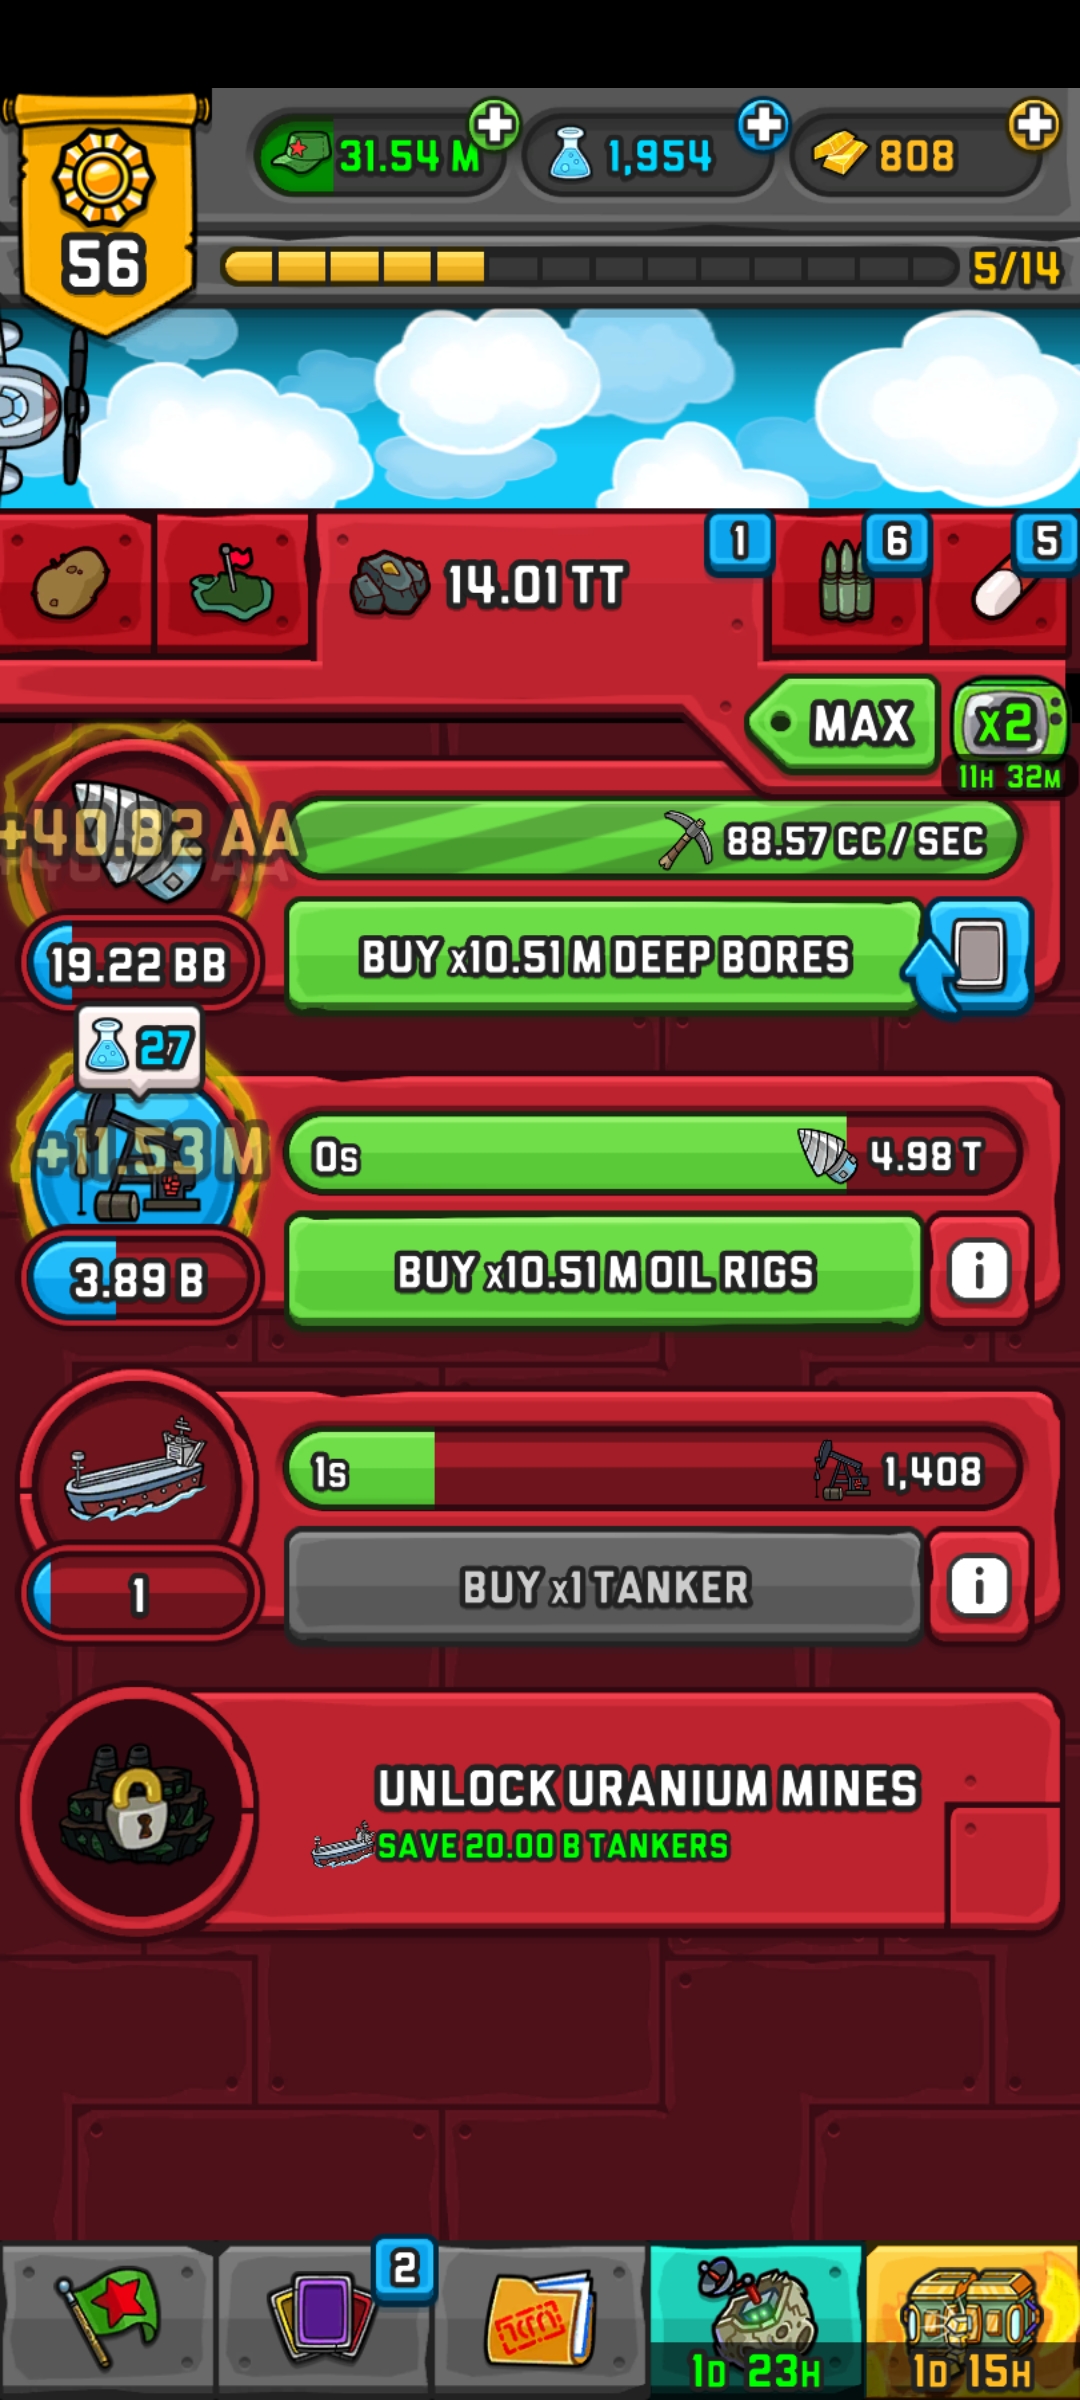 56
31.54 M
1,954
808
5/14
14.01 TT
1
6
5
MAX
x2
11H 32M
+40.82 AA
88.57 CC / SEC
19.22 BB
BUY x10.51 M DEEP BORES
27
+11.53 M
0s
4.98 T
3.89 B
BUY x10.51 M OIL RIGS
i
1s
1,408
1
BUY x1 TANKER
i
UNLOCK URANIUM MINES
SAVE 20.00 B TANKERS
2
1D 23H
1D 15H